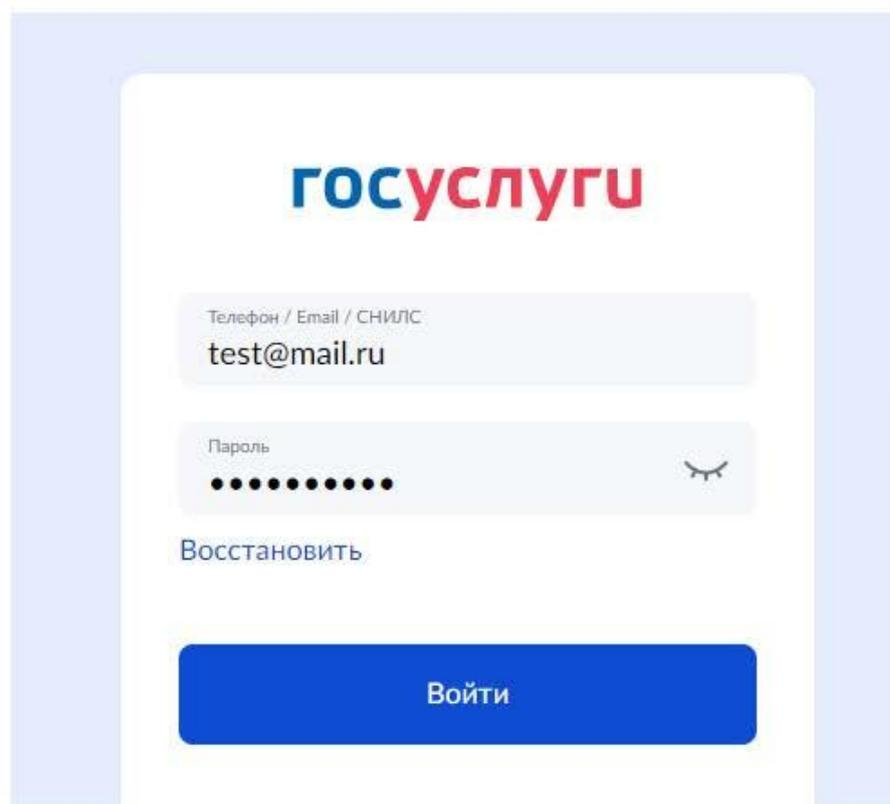 госуслуги
Телефон / Email / СНИЛС
test@mail.ru
Пароль
••••••••••
Восстановить
Войти